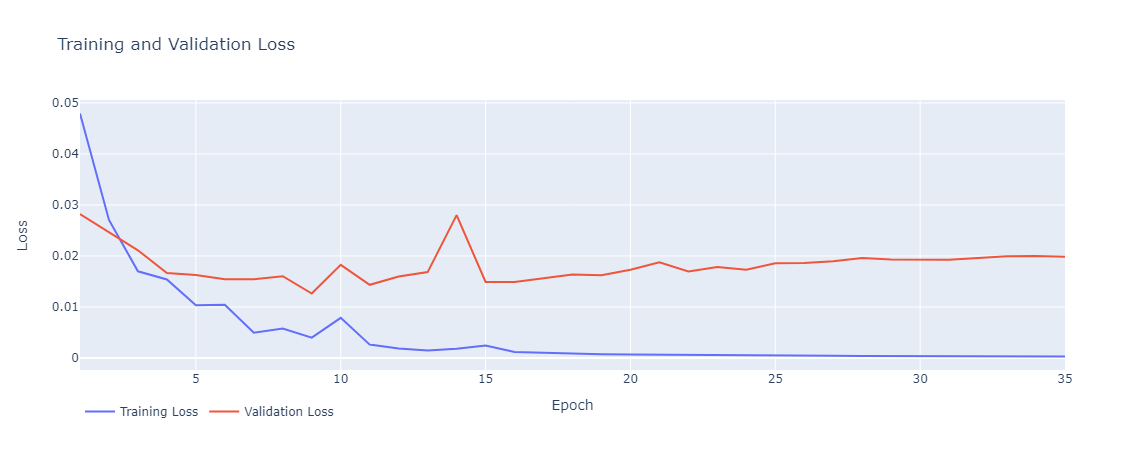 Training and Validation Loss
0.05
0.04
0.03
0.02
0.01
0
Loss
5 10 15 20 25 30 35
Epoch
Training Loss Validation Loss